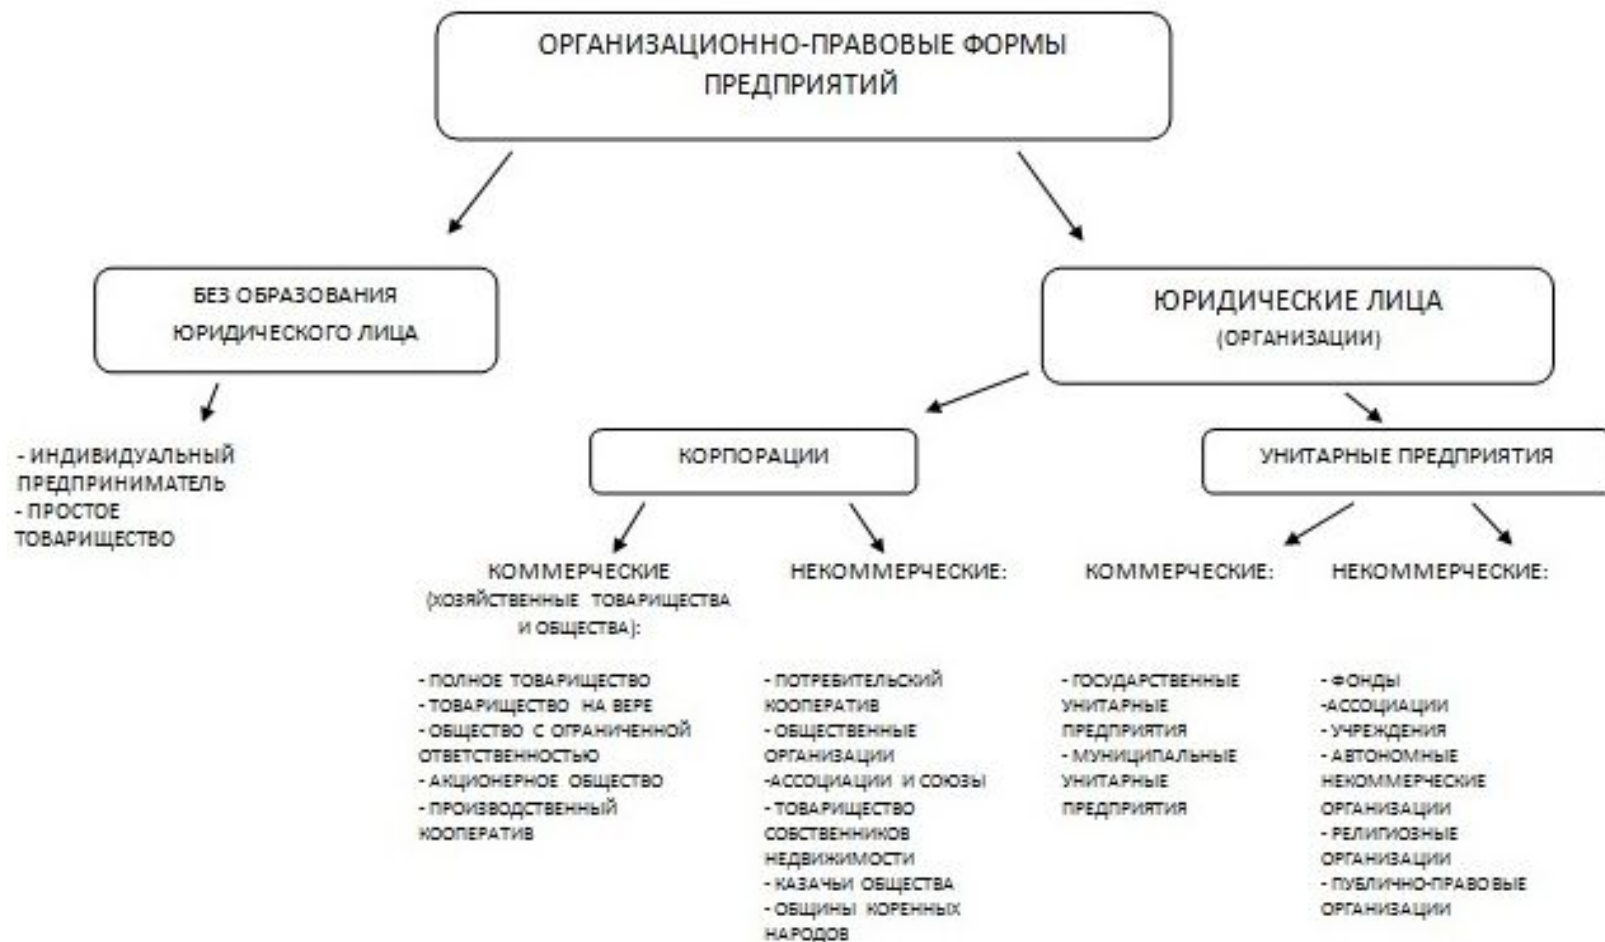 ОРГАНИЗАЦИОННО-ПРАВОВЫЕ ФОРМЫ
ПРЕДПРИЯТИЙ
БЕЗ ОБРАЗОВАНИЯ
ЮРИДИЧЕСКОГО ЛИЦА
ЮРИДИЧЕСКИЕ ЛИЦА
(ОРГАНИЗАЦИИ)
- ИНДИВИДУАЛЬНЫЙ
ПРЕДПРИНИМАТЕЛЬ
- ПРОСТОЕ
ТОВАРИЩЕСТВО
КОРПОРАЦИИ
УНИТАРНЫЕ ПРЕДПРИЯТИЯ
КОММЕРЧЕСКИЕ
(ХОЗЯЙСТВЕННЫЕ ТОВАРИЩЕСТВА
И ОБЩЕСТВА):
- ПОЛНОЕ ТОВАРИЩЕСТВО
- ТОВАРИЩЕСТВО НА ВЕРЕ
- ОБЩЕСТВО С ОГРАНИЧЕННОЙ
ОТВЕТСТВЕННОСТЬЮ
- АКЦИОНЕРНОЕ ОБЩЕСТВО
- ПРОИЗВОДСТВЕННЫЙ
КООПЕРАТИВ
НЕКОММЕРЧЕСКИЕ:
- ПОТРЕБИТЕЛЬСКИЙ
КООПЕРАТИВ
- ОБЩЕСТВЕННЫЕ
ОРГАНИЗАЦИИ
-АССОЦИАЦИИ И СОЮЗЫ
- ТОВАРИЩЕСТВО
СОБСТВЕННИКОВ
НЕДВИЖИМОСТИ
- КАЗАЧЬИ ОБЩЕСТВА
- ОБЩИНЫ КОРЕННЫХ
НАРОДОВ
КОММЕРЧЕСКИЕ:
- ГОСУДАРСТВЕННЫЕ
УНИТАРНЫЕ
ПРЕДПРИЯТИЯ
- МУНИЦИПАЛЬНЫЕ
УНИТАРНЫЕ
ПРЕДПРИЯТИЯ
НЕКОММЕРЧЕСКИЕ:
- ФОНДЫ
-АССОЦИАЦИИ
- УЧРЕЖДЕНИЯ
- АВТОНОМНЫЕ
НЕКОММЕРЧЕСКИЕ
ОРГАНИЗАЦИИ
- РЕЛИГИОЗНЫЕ
ОРГАНИЗАЦИИ
- ПУБЛИЧНО-ПРАВОВЫЕ
ОРГАНИЗАЦИИ